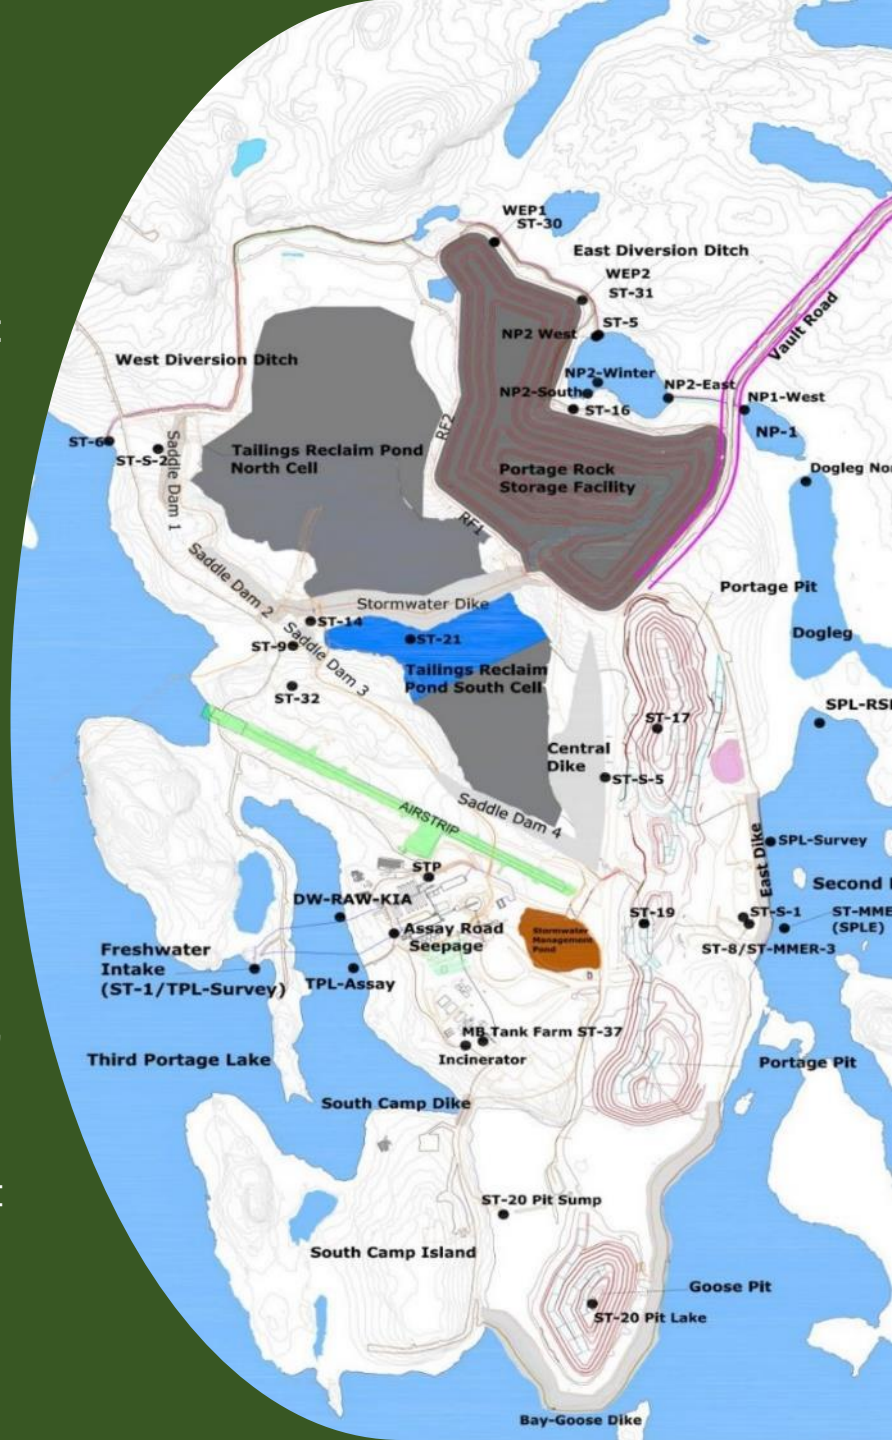 WEP1
ST-30
East Diversion Ditch
WEP2
ST-31
ST-5
NP2 West
Vault Road
West Diversion Ditch
NP2-Winter
NP2-East
NP2-South
NP1-West
ST-16
NP-1
RF2
ST-6
ST-S-2
Saddle Dam 1
Tailings Reclaim Pond
North Cell
Portage Rock
Storage Facility
Dogleg
RF1
Saddle Dam 2
Portage Pit
Stormwater Dike
ST-14
ST-21
Dogleg
ST-9
Saddle Dam 3
Tailings Reclaim
Pond South Cell
ST-32
ST-17
Central
Dike
ST-S-5
AIRSTRIP
Saddle Dam 4
East Dike
SPL-Survey
STP
Second
DW-RAW-KIA
ST-19
ST-S-1
(SPLE)
Assay Road
Seepage
Stormwater
Management
Pond
ST-8/ST-MMER-3
Freshwater
Intake
(ST-1/TPL-Survey)
TPL-Assay
MB Tank Farm ST-37
Incinerator
Third Portage Lake
Portage Pit
South Camp Dike
ST-20 Pit Sump
South Camp Island
Goose Pit
ST-20 Pit Lake
Bay-Goose Dike